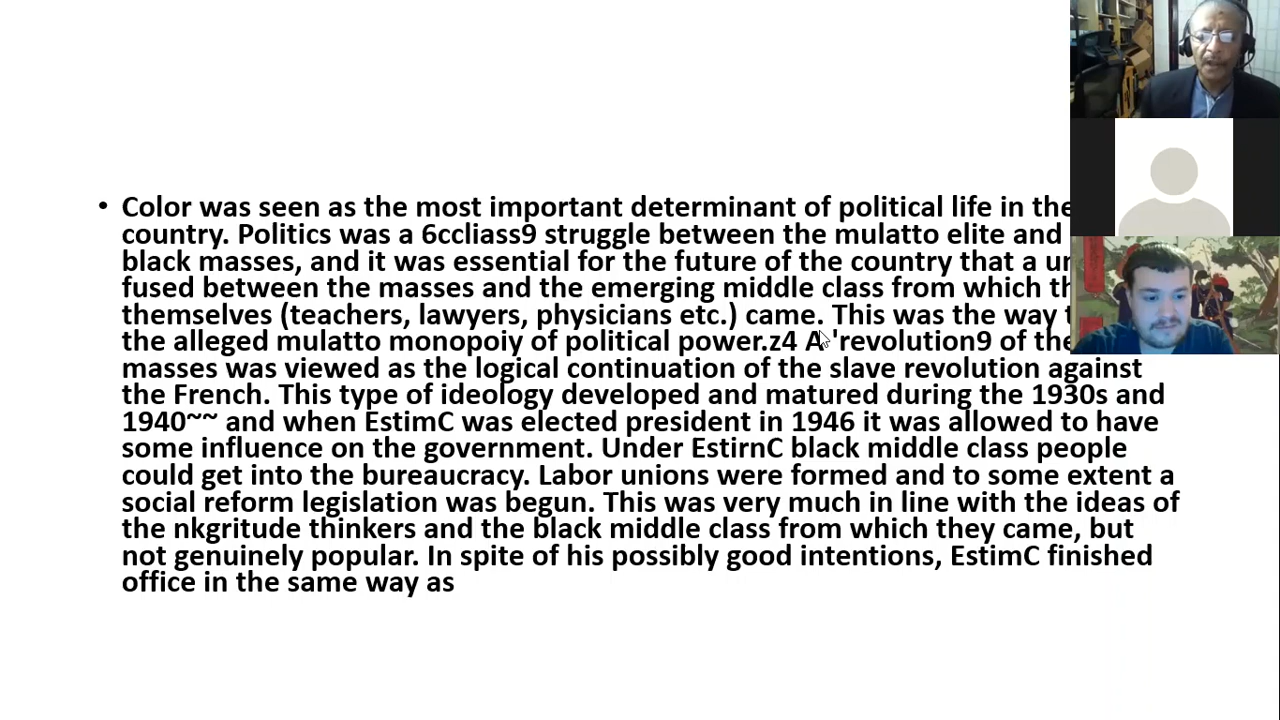 • Color was seen as the most important determinant of political life in the
country. Politics was a 6ccliass9 struggle between the mulatto elite and
black masses, and it was essential for the future of the country that a
fused between the masses and the emerging middle class from which
themselves (teachers, lawyers, physicians etc.) came. This was the way
the alleged mulatto monopoiy of political power.z4 A 'revolution9 of the
masses was viewed as the logical continuation of the slave revolution against
the French. This type of ideology developed and matured during the 1930s and
1940~~ and when EstimC was elected president in 1946 it was allowed to have
some influence on the government. Under EstirnC black middle class people
could get into the bureaucracy. Labor unions were formed and to some extent a
social reform legislation was begun. This was very much in line with the ideas of
the nkgritude thinkers and the black middle class from which they came, but
not genuinely popular. In spite of his possibly good intentions, EstimC finished
office in the same way as